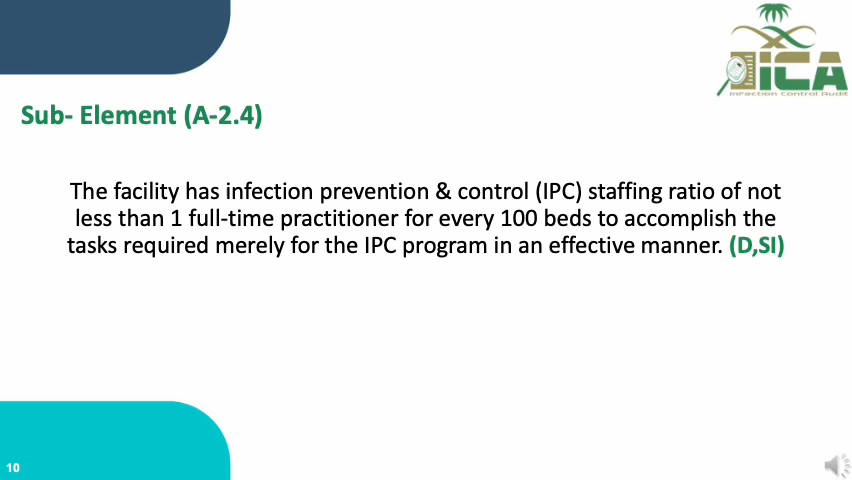 iCA
Infection Control Audit
Sub- Element (A-2.4)
The facility has infection prevention & control (IPC) staffing ratio of not
less than 1 full-time practitioner for every 100 beds to accomplish the
tasks required merely for the IPC program in an effective manner. (D,SI)
10